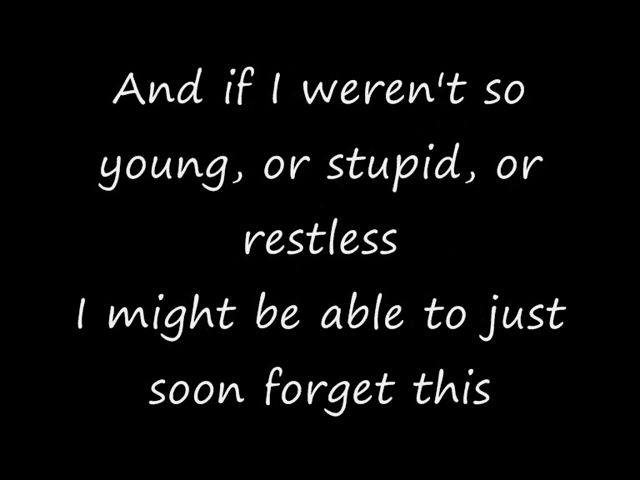 And if I weren't so
young, or stupid, or
restless
I might be able to just
soon forget this